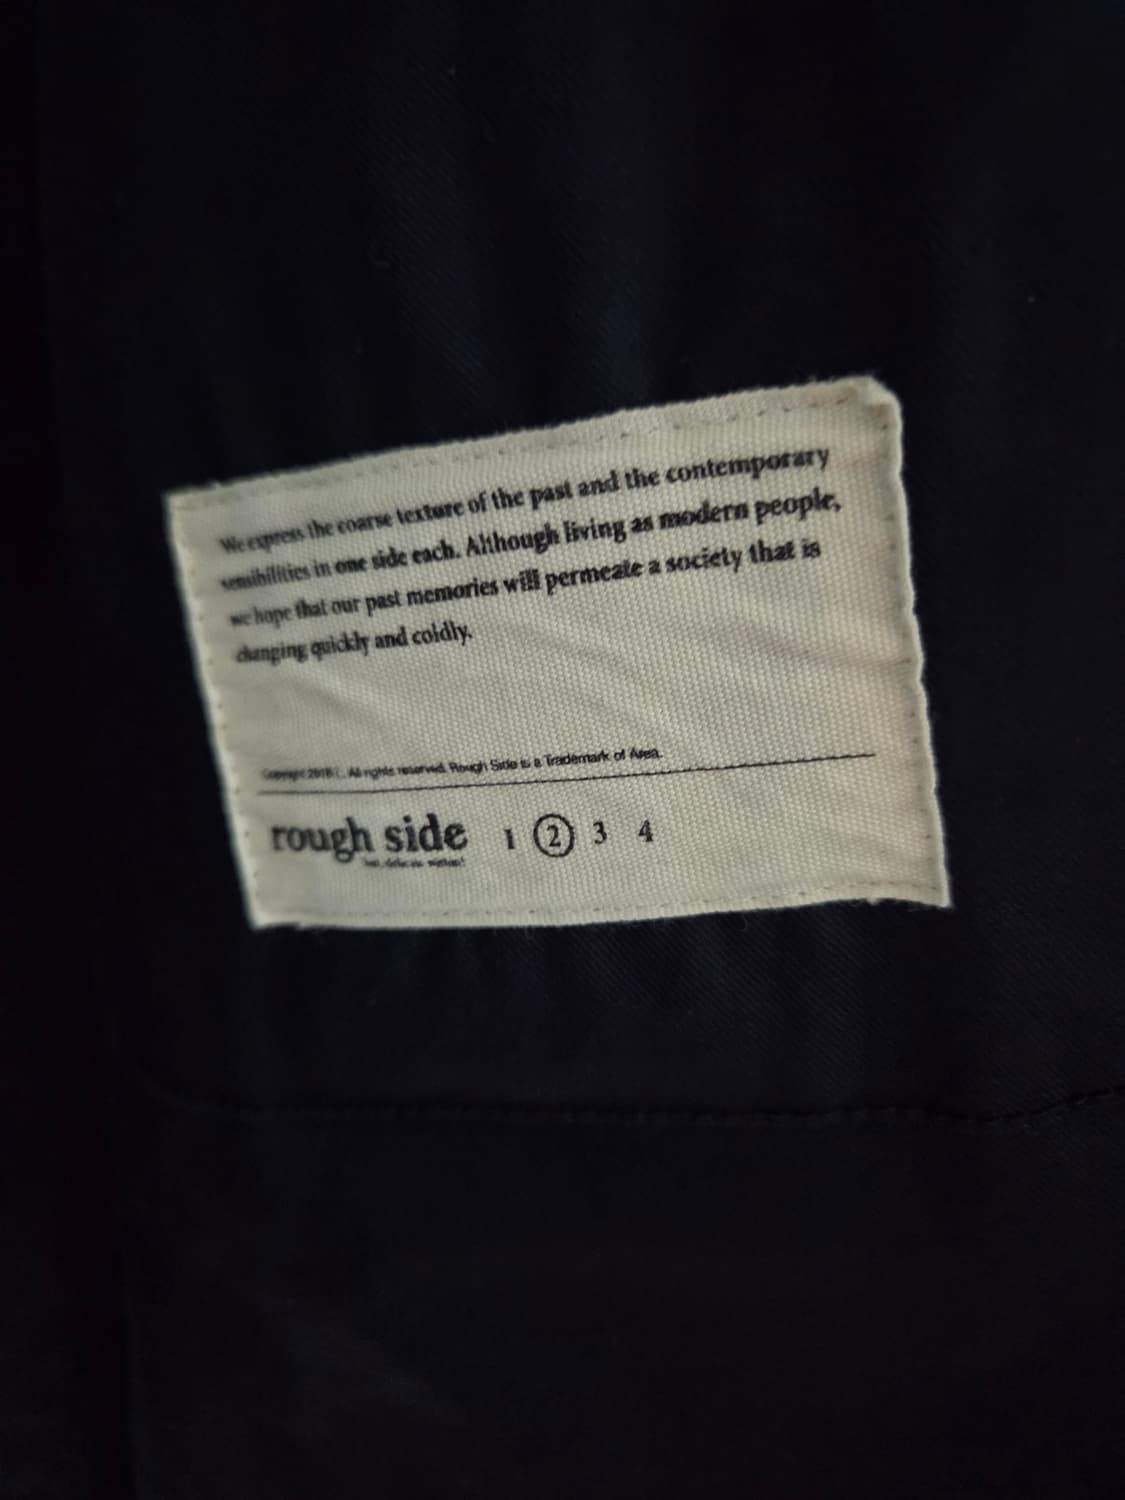 We express the coarse texture of the past and the contemporary
sensibilities in one side each. Although living as modern people,
we hope that our past memories will permeate a society that is
changing quickly and coldly.
Copyright 2018 . All rights reserved. Rough Side is a Trademark of Area.
rough side 1 2 3 4